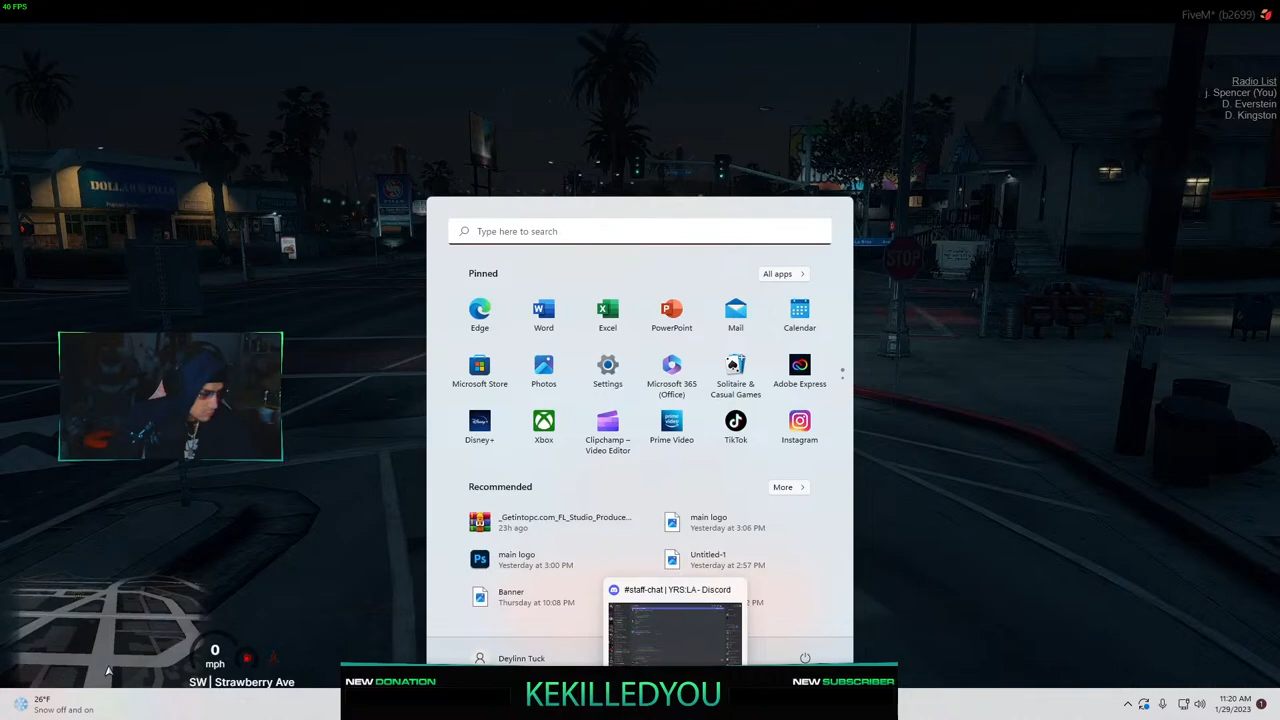 40 FPS
FiveM* (b2699)
Radio List
j. Spencer (You)
D. Everstein
D. Kingston
DOLLAR PILLS
STOP
Type here to search
Pinned
All apps
Edge
Word
Excel
PowerPoint
Mail
Calendar
Microsoft Store
Photos
Settings
Microsoft 365
(Office)
Solitaire &
Casual Games
Adobe Express
Disney+
Xbox
Clipchamp –
Video Editor
Prime Video
TikTok
Instagram
Recommended
More
_Getintopc.com_FL_Studio_Produce...
23h ago
main logo
Yesterday at 3:06 PM
main logo
Yesterday at 3:00 PM
Untitled-1
Yesterday at 2:57 PM
Banner
Thursday at 10:08 PM
2 PM
#staff-chat | YRS:LA - Discord
Deylinn Tuck
0
mph
SW | Strawberry Ave
NEW DONATION
KEKILLEDYOU
NEW SUBSCRIBER
26°F
Snow off and on
11:20 AM
1/29/2023
1